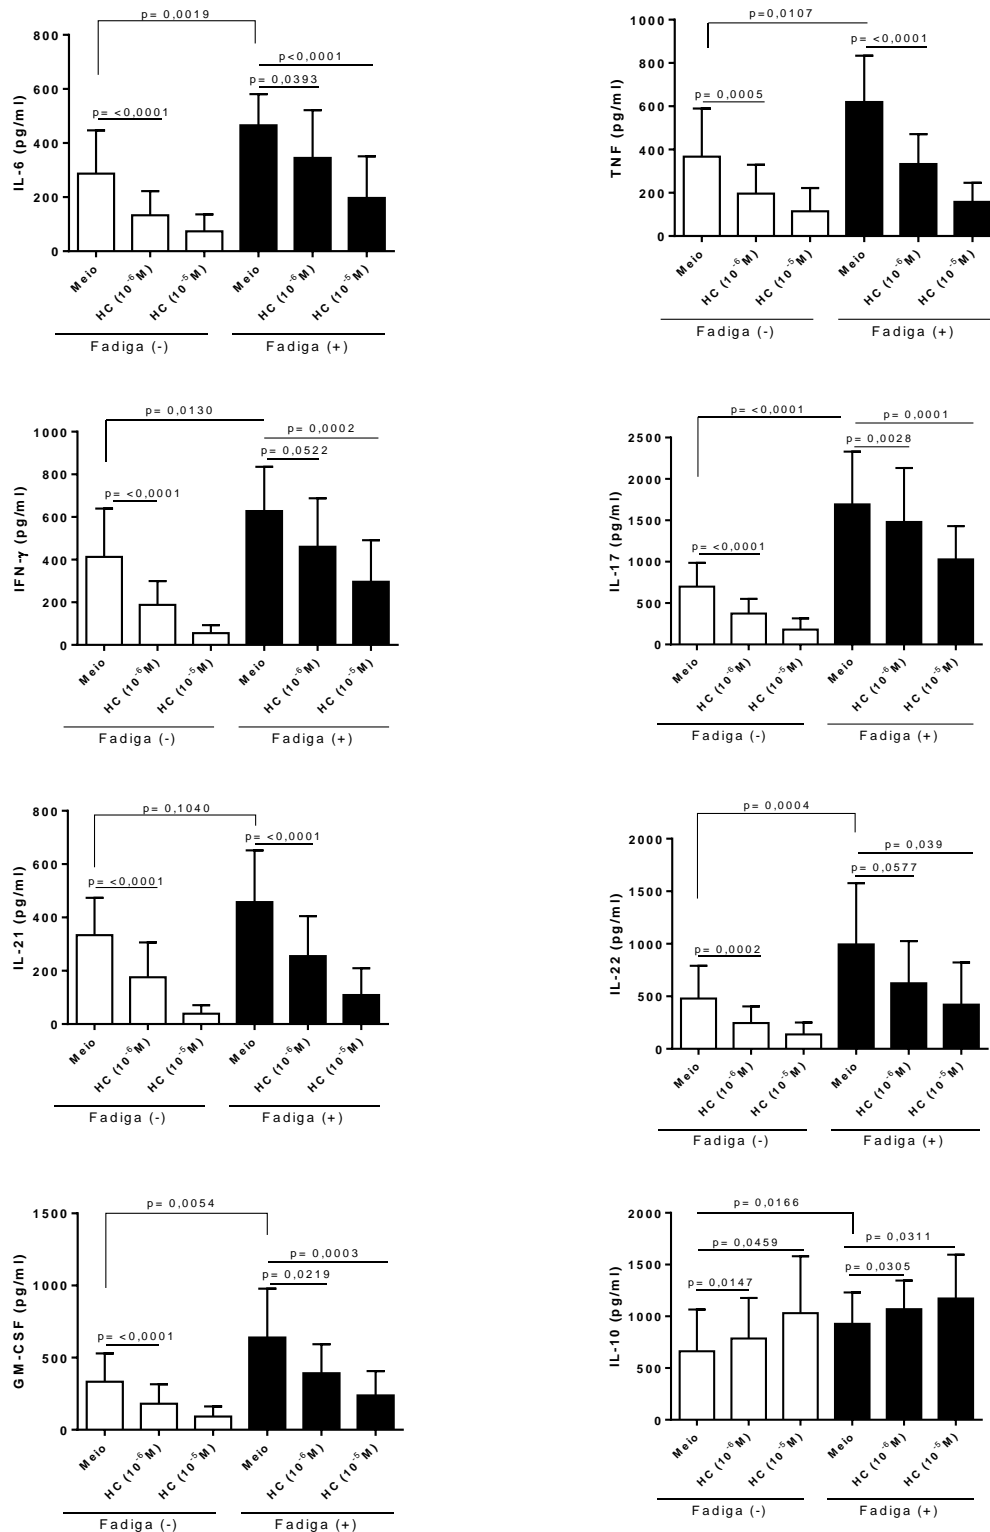 p= 0,0019
p<0,0001
p= 0,0393
p= <0,0001
IL-6 (pg/ml)
800
600
400
200
0
Meio
HC (10⁻⁶M)
HC (10⁻⁵M)
Meio
HC (10⁻⁶M)
HC (10⁻⁵M)
Fadiga (-)
Fadiga (+)
p=0,0107
p= <0,0001
p= 0,0005
TNF (pg/ml)
1000
800
600
400
200
0
Meio
HC (10⁻⁶M)
HC (10⁻⁵M)
Meio
HC (10⁻⁶M)
HC (10⁻⁵M)
Fadiga (-)
Fadiga (+)
p= 0,0130
p= 0,0002
p= 0,0522
p= <0,0001
IFN-γ (pg/ml)
1000
800
600
400
200
0
Meio
HC (10⁻⁶M)
HC (10⁻⁵M)
Meio
HC (10⁻⁶M)
HC (10⁻⁵M)
Fadiga (-)
Fadiga (+)
p= <0,0001
p= 0,0001
p= 0,0028
p= <0,0001
IL-17 (pg/ml)
2500
2000
1500
1000
500
0
Meio
HC (10⁻⁶M)
HC (10⁻⁵M)
Meio
HC (10⁻⁶M)
HC (10⁻⁵M)
Fadiga (-)
Fadiga (+)
p= 0,1040
p= <0,0001
p= <0,0001
IL-21 (pg/ml)
800
600
400
200
0
Meio
HC (10⁻⁶M)
HC (10⁻⁵M)
Meio
HC (10⁻⁶M)
HC (10⁻⁵M)
Fadiga (-)
Fadiga (+)
p= 0,0004
p= 0,039
p= 0,0577
p= 0,0002
IL-22 (pg/ml)
2000
1500
1000
500
0
Meio
HC (10⁻⁶M)
HC (10⁻⁵M)
Meio
HC (10⁻⁶M)
HC (10⁻⁵M)
Fadiga (-)
Fadiga (+)
p= 0,0054
p= 0,0003
p= 0,0219
p= <0,0001
GM-CSF (pg/ml)
1500
1000
500
0
Meio
HC (10⁻⁶M)
HC (10⁻⁵M)
Meio
HC (10⁻⁶M)
HC (10⁻⁵M)
Fadiga (-)
Fadiga (+)
p= 0,0166
p= 0,0459
p= 0,0311
p= 0,0147
p= 0,0305
IL-10 (pg/ml)
2000
1500
1000
500
0
Meio
HC (10⁻⁶M)
HC (10⁻⁵M)
Meio
HC (10⁻⁶M)
HC (10⁻⁵M)
Fadiga (-)
Fadiga (+)